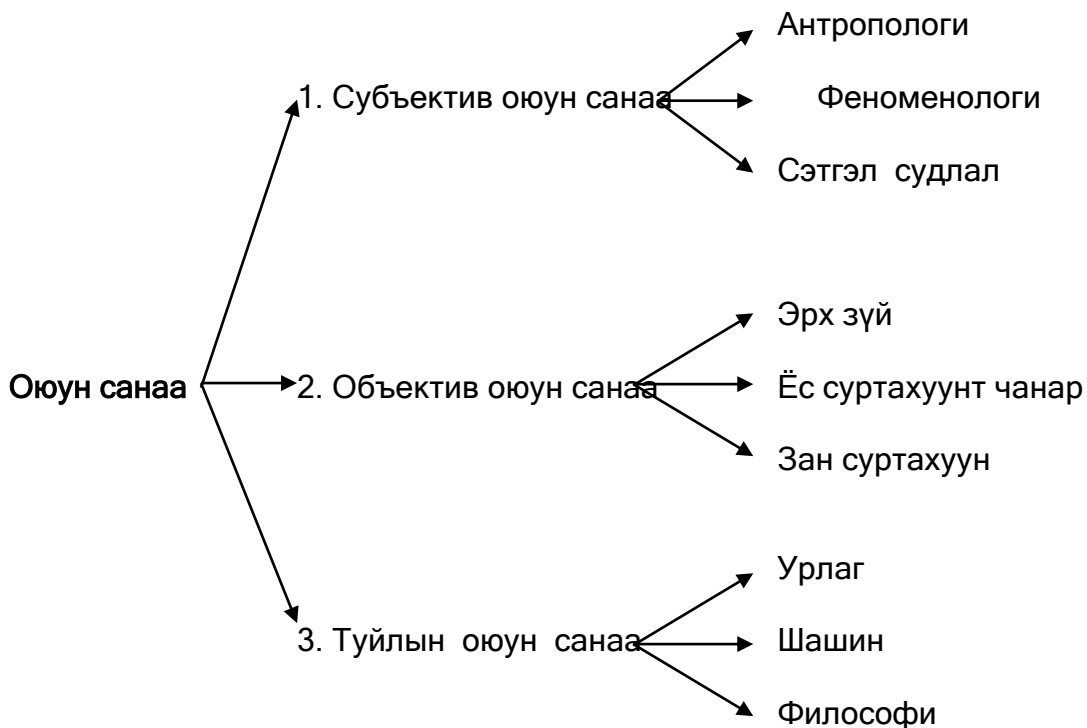 Антропологи
1. Субъектив оюун санаа
Феноменологи
Сэтгэл судлал
Эрх зүй
Оюун санаа
2. Объектив оюун санаа
Ёс суртахуунт чанар
Зан суртахуун
Урлаг
3. Туйлын оюун санаа
Шашин
Философи